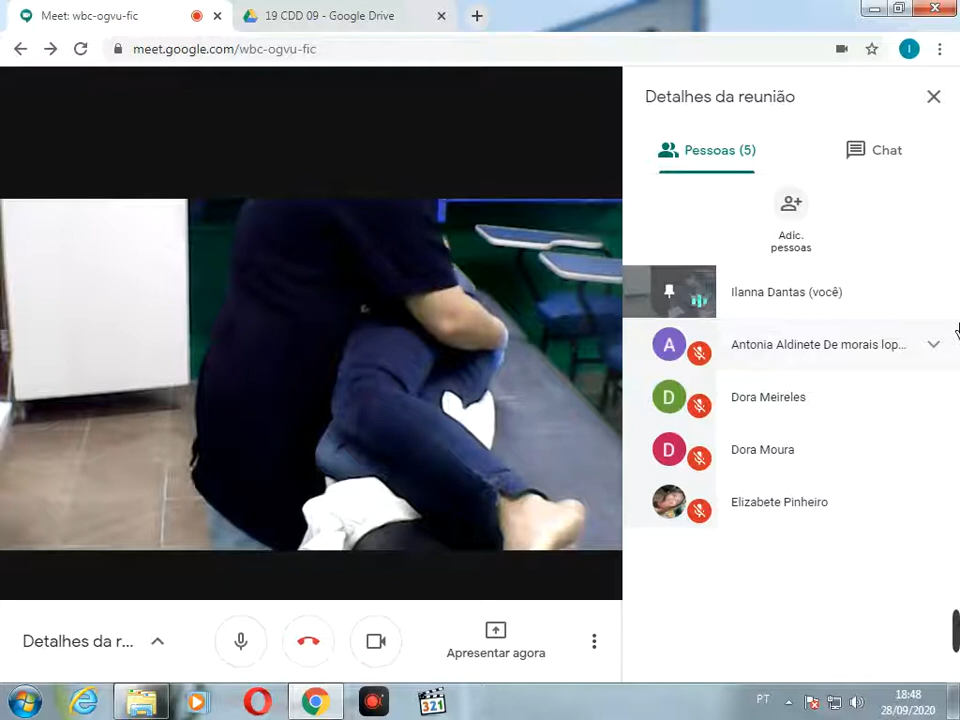 Meet: wbc-ogvu-fic
19 CDD 09 - Google Drive
meet.google.com/wbc-ogvu-fic
I
Detalhes da reunião
Pessoas (5)
Chat
Adic.
pessoas
Ilanna Dantas (você)
A
Antonia Aldinete De morais lop...
D
Dora Meireles
D
Dora Moura
Elizabete Pinheiro
Detalhes da r...
Apresentar agora
321
PT
18:48
28/09/2020